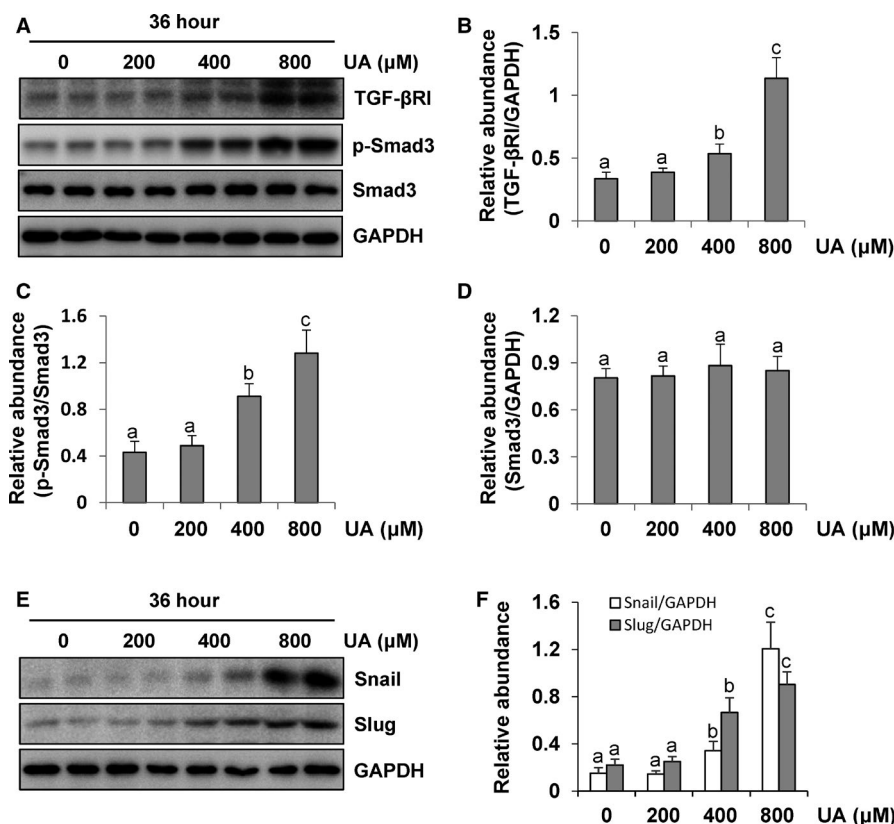 A
36 hour
0 200 400 800 UA (μM)
TGF-βRI
p-Smad3
Smad3
GAPDH
B
Relative abundance
(TGF-βRI/GAPDH)
1.5
1
0.5
0
a a b c
0 200 400 800 UA (μM)
C
Relative abundance
(p-Smad3/Smad3)
1.6
1.2
0.8
0.4
0
a a b c
0 200 400 800 UA (μM)
D
Relative abundance
(Smad3/GAPDH)
1.2
0.9
0.6
0.3
0
a a a a
0 200 400 800 UA (μM)
E
36 hour
0 200 400 800 UA (μM)
Snail
Slug
GAPDH
F
Relative abundance
1.6
1.2
0.8
0.4
0
Snail/GAPDH
Slug/GAPDH
a a a a b b c c
0 200 400 800 UA (μM)